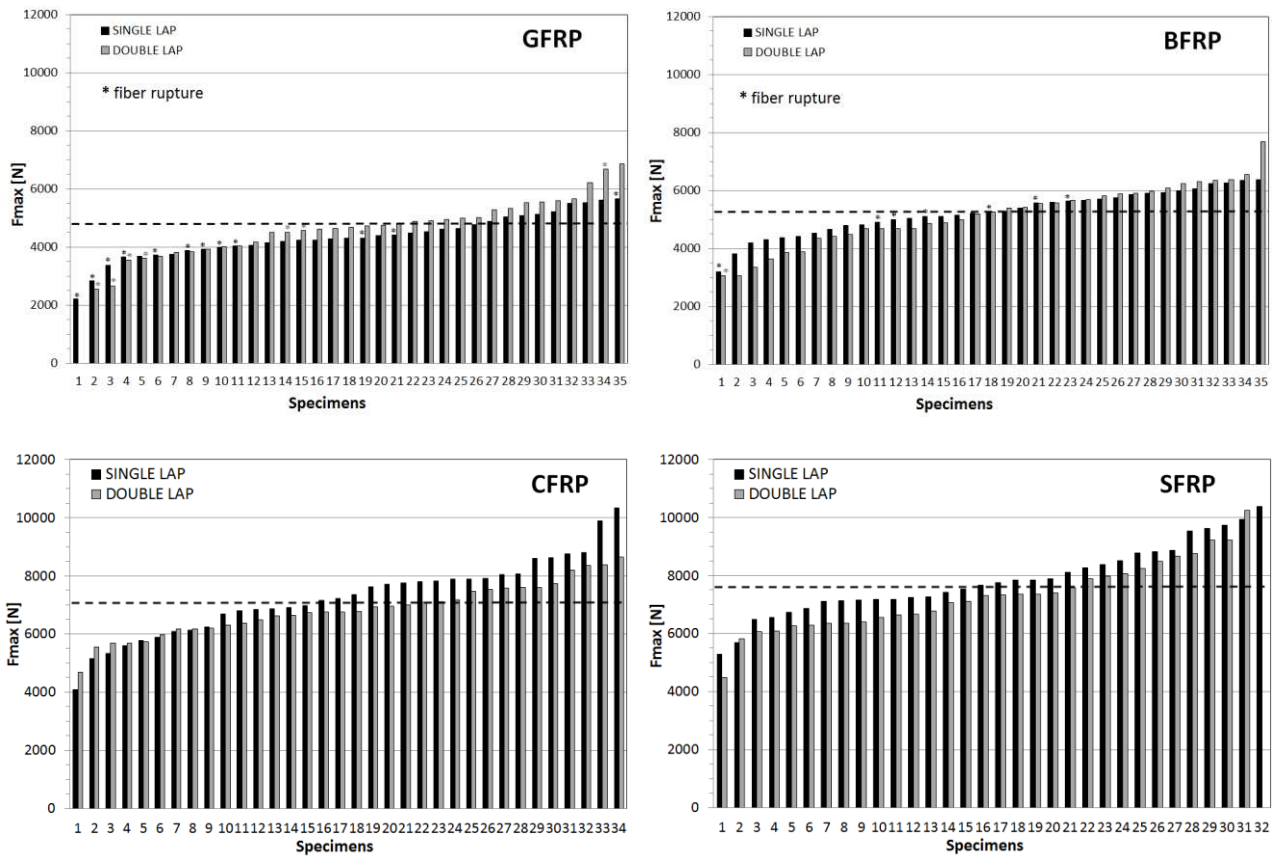 12000
10000
8000
6000
4000
2000
0
Fmax [N]
SINGLE LAP
DOUBLE LAP
* fiber rupture
GFRP
* * * * * * * * * * * * * * * * * * *
1 2 3 4 5 6 7 8 9 10 11 12 13 14 15 16 17 18 19 20 21 22 23 24 25 26 27 28 29 30 31 32 33 34 35
Specimens
12000
10000
8000
6000
4000
2000
0
Fmax [N]
SINGLE LAP
DOUBLE LAP
* fiber rupture
BFRP
* * * * * * * *
1 2 3 4 5 6 7 8 9 10 11 12 13 14 15 16 17 18 19 20 21 22 23 24 25 26 27 28 29 30 31 32 33 34 35
Specimens
12000
10000
8000
6000
4000
2000
0
Fmax [N]
SINGLE LAP
DOUBLE LAP
CFRP
1 2 3 4 5 6 7 8 9 10 11 12 13 14 15 16 17 18 19 20 21 22 23 24 25 26 27 28 29 30 31 32 33 34
Specimens
12000
10000
8000
6000
4000
2000
0
Fmax [N]
SINGLE LAP
DOUBLE LAP
SFRP
1 2 3 4 5 6 7 8 9 10 11 12 13 14 15 16 17 18 19 20 21 22 23 24 25 26 27 28 29 30 31 32
Specimens